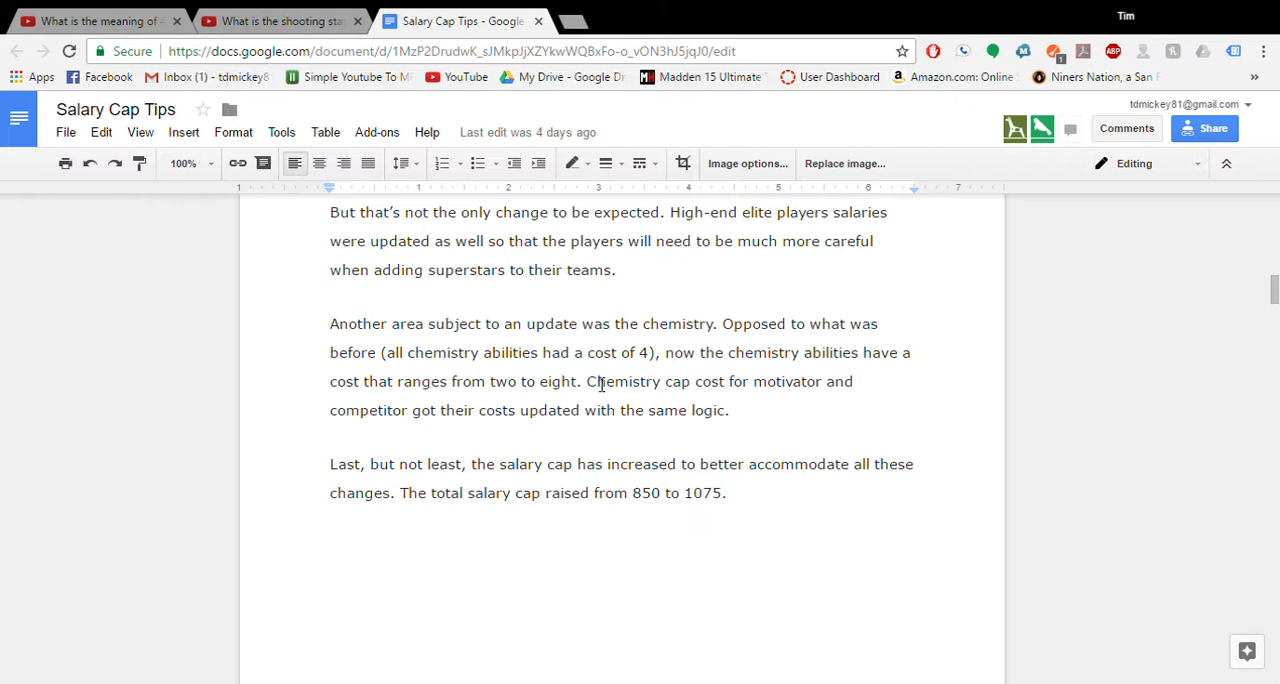 Tim
What is the meaning of
What is the shooting sta
Salary Cap Tips - Google
Secure https://docs.google.com/document/d/1MzP2DrudwK_sJMkpJjXZYkwWQBxFo-o_vON3hJ5jqJ0/edit
Apps Facebook Inbox (1) - tdmickey8 Simple Youtube To MP YouTube My Drive - Google Dr Madden 15 Ultimate User Dashboard Amazon.com: Online Niners Nation, a San F
Salary Cap Tips
tdmickey81@gmail.com
File Edit View Insert Format Tools Table Add-ons Help Last edit was 4 days ago
Comments Share
100% Image options... Replace image... Editing
1 1 2 3 4 5 6 7
But that's not the only change to be expected. High-end elite players salaries
were updated as well so that the players will need to be much more careful
when adding superstars to their teams.
Another area subject to an update was the chemistry. Opposed to what was
before (all chemistry abilities had a cost of 4), now the chemistry abilities have a
cost that ranges from two to eight. Chemistry cap cost for motivator and
competitor got their costs updated with the same logic.
Last, but not least, the salary cap has increased to better accommodate all these
changes. The total salary cap raised from 850 to 1075.